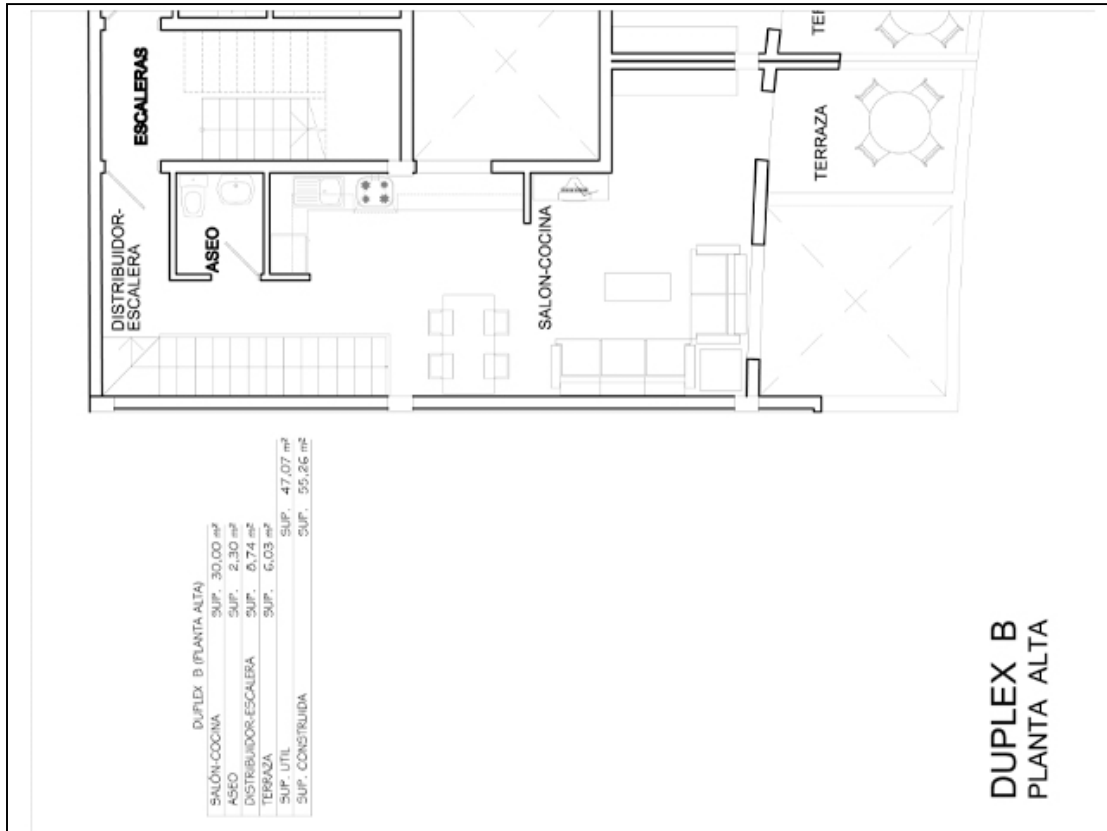 ESCALERAS
DISTRIBUIDOR-
ESCALERA
ASEO
SALON-COCINA
TERRAZA
TE
DUPLEX B (PLANTA ALTA)
SALÓN-COCINA SUP. 30,00 m²
ASEO SUP. 2,30 m²
DISTRIBUIDOR-ESCALERA SUP. 8,74 m²
TERRAZA SUP. 6,03 m²
SUP. UTIL SUP. 47,07 m²
SUP. CONSTRUIDA SUP. 55,26 m²
DUPLEX B
PLANTA ALTA